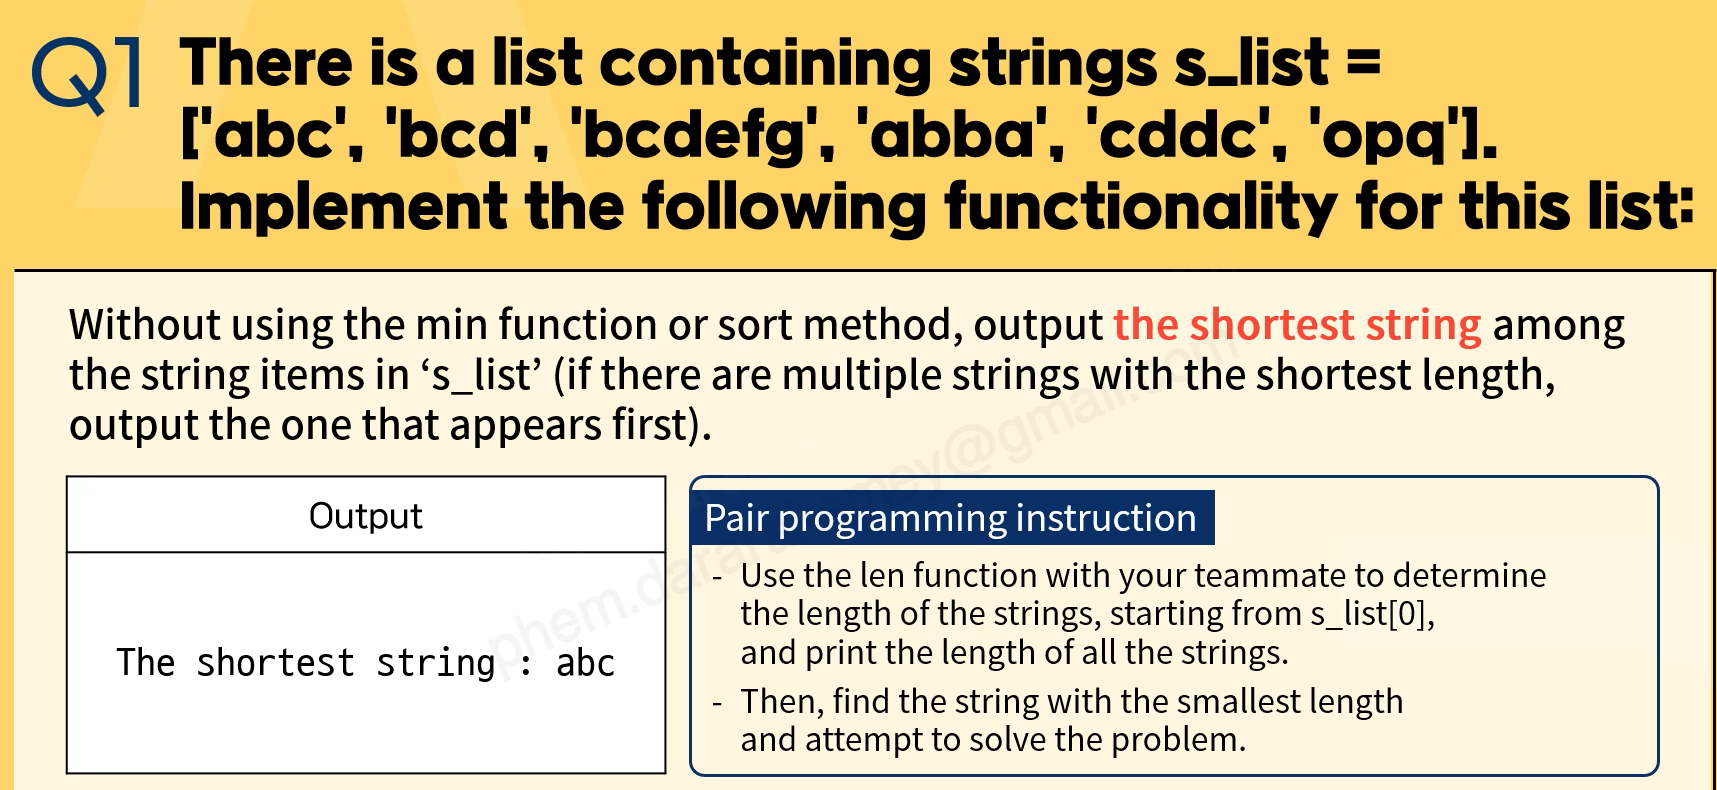 Q1 There is a list containing strings s_list =
['abc', 'bcd', 'bcdefg', 'abba', 'cddc', 'opq'].
Implement the following functionality for this list:
Without using the min function or sort method, output the shortest string among
the string items in ‘s_list’ (if there are multiple strings with the shortest length,
output the one that appears first).
Output
The shortest string : abc
Pair programming instruction
- Use the len function with your teammate to determine
the length of the strings, starting from s_list[0],
and print the length of all the strings.
- Then, find the string with the smallest length
and attempt to solve the problem.